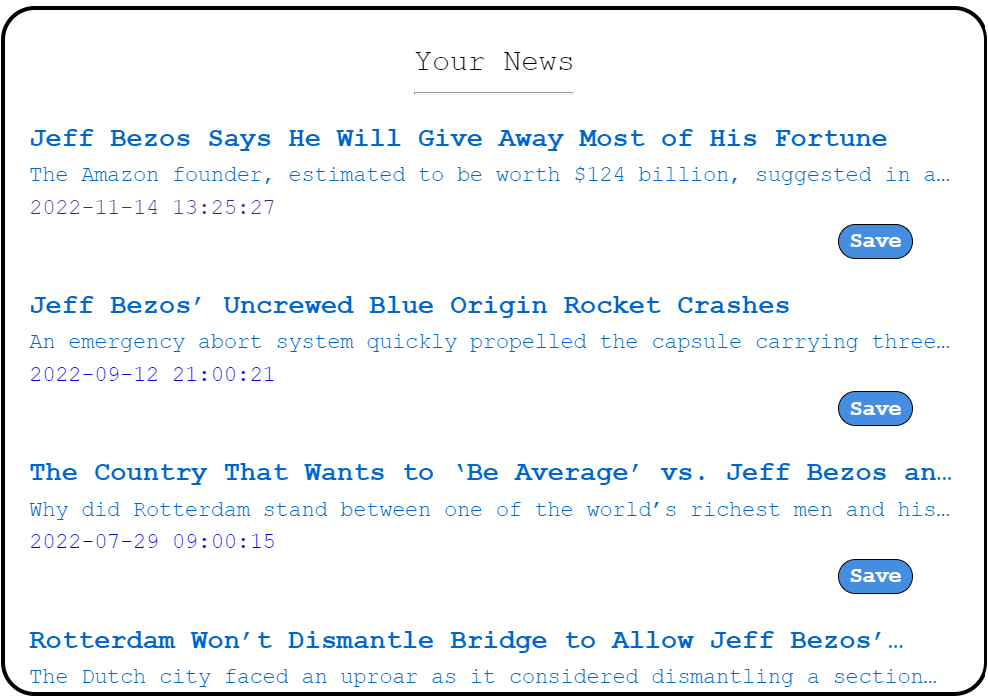 Your News
Jeff Bezos Says He Will Give Away Most of His Fortune
The Amazon founder, estimated to be worth $124 billion, suggested in a…
2022-11-14 13:25:27
Save
Jeff Bezos’ Uncrewed Blue Origin Rocket Crashes
An emergency abort system quickly propelled the capsule carrying three…
2022-09-12 21:00:21
Save
The Country That Wants to ‘Be Average’ vs. Jeff Bezos an…
Why did Rotterdam stand between one of the world’s richest men and his…
2022-07-29 09:00:15
Save
Rotterdam Won’t Dismantle Bridge to Allow Jeff Bezos’…
The Dutch city faced an uproar as it considered dismantling a section…